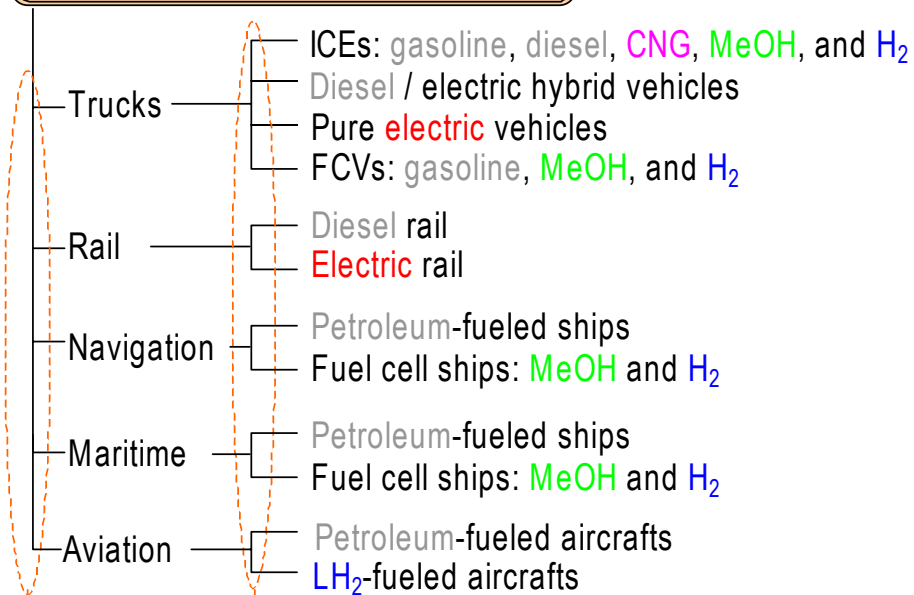 Trucks
ICEs: gasoline, diesel, CNG, MeOH, and H₂
Diesel / electric hybrid vehicles
Pure electric vehicles
FCVs: gasoline, MeOH, and H₂
Rail
Diesel rail
Electric rail
Navigation
Petroleum-fueled ships
Fuel cell ships: MeOH and H₂
Maritime
Petroleum-fueled ships
Fuel cell ships: MeOH and H₂
Aviation
Petroleum-fueled aircrafts
LH₂-fueled aircrafts